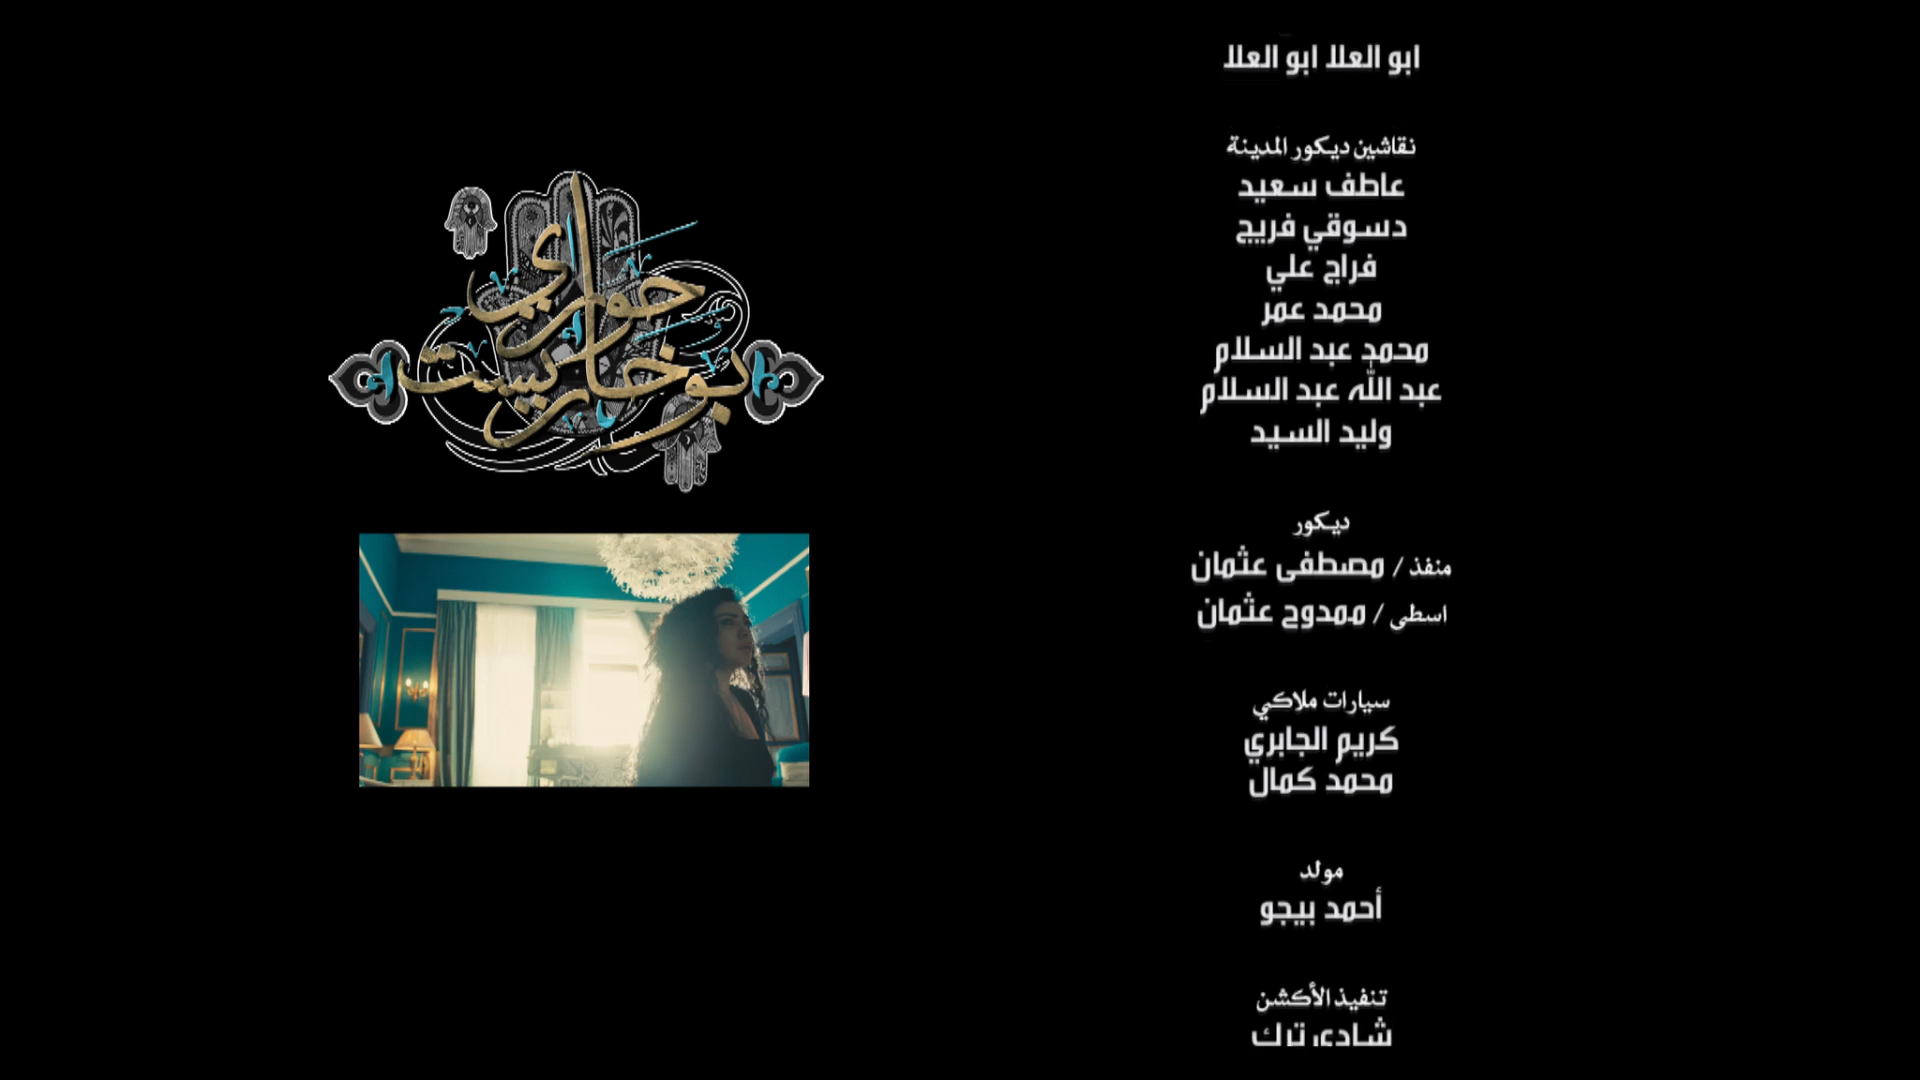 حواري
بوخاريست
ابو العلا ابو العلا
نقاشين ديكور المدينة
عاطف سعيد
دسوقي فريج
فراج علي
محمد عمر
محمد عبد السلام
عبد الله عبد السلام
وليد السيد
ديكور
منفذ / مصطفى عثمان
اسطى / ممدوح عثمان
سيارات ملاكي
كريم الجابري
محمد كمال
مولد
أحمد بيجو
تنفيذ الأكشن
شادي ترك